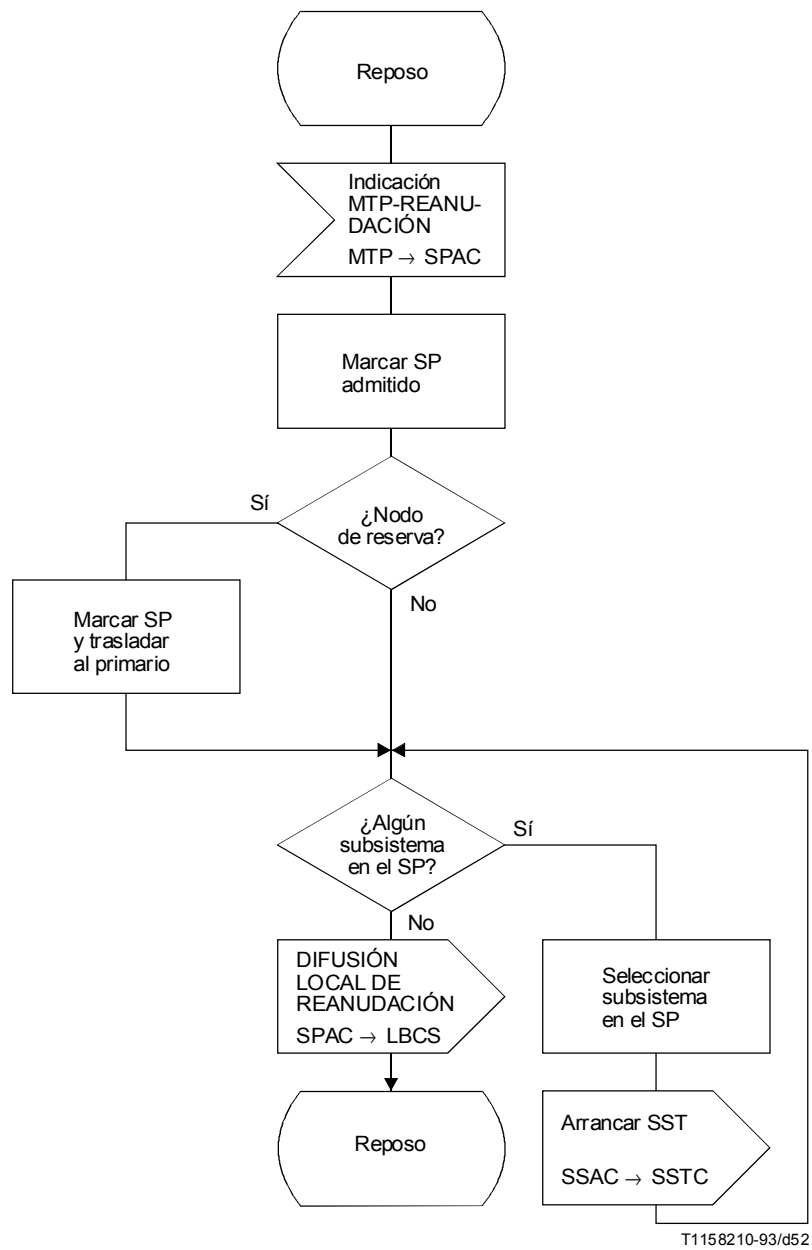 Reposo
Indicación
MTP-REANU-
DACIÓN
MTP → SPAC
Marcar SP
admitido
Sí
¿Nodo
de reserva?
No
Marcar SP
y trasladar
al primario
¿Algún
subsistema
en el SP?
Sí
No
DIFUSIÓN
LOCAL DE
REANUDACIÓN
SPAC → LBCS
Seleccionar
subsistema
en el SP
Reposo
Arrancar SST
SSAC → SSTC
T1158210-93/d52